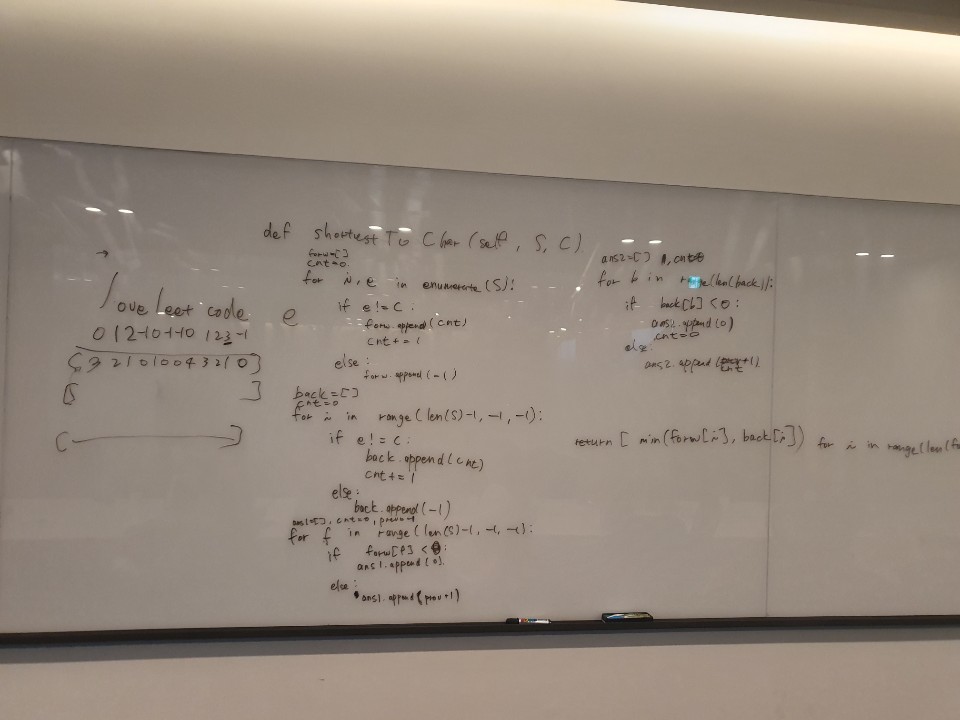 love leet code
0 1 2 -1 0 -1 -1 0 1 2 3 -1
[3 2 1 0 1 0 0 4 3 2 1 0]
[ ]
[ ]
e
def shortest To Char (self, S, C)
forw=[]
cnt=0
for i, e in enumerate (S):
if e != C :
forw.append (cnt)
cnt += 1
else:
forw.append (-1)
back=[]
cnt=0
for i in range (len(S)-1, -1, -1):
if e != C :
back.append (cnt)
cnt += 1
else:
back.append (-1)
ans1=[], cnt=0, prev=-1
for f in range (len(S)-1, -1, -1):
if forw[f] < 0:
ans1.append (0)
else:
ans1.append (prev+1)
ans2=[] cnt=0
for b in range(len(back)):
if back[b] < 0:
ans2.append (0)
cnt=0
else:
ans2.append (cnt
return [ min(forw[i], back[i]) for i in range(len(fo